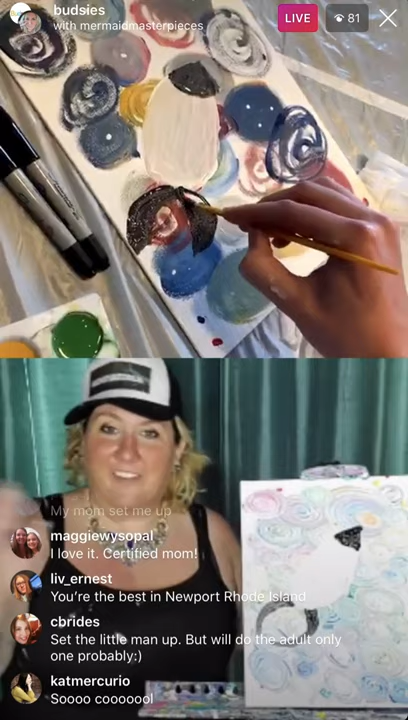 budsies
with mermaidmasterpieces
LIVE
81
My mom set me up
maggiewysopal
I love it. Certified mom!
liv_ernest
You're the best in Newport Rhode Island
cbrides
Set the little man up. But will do the adult only
one probably:)
katmercurio
Soooo cooooool